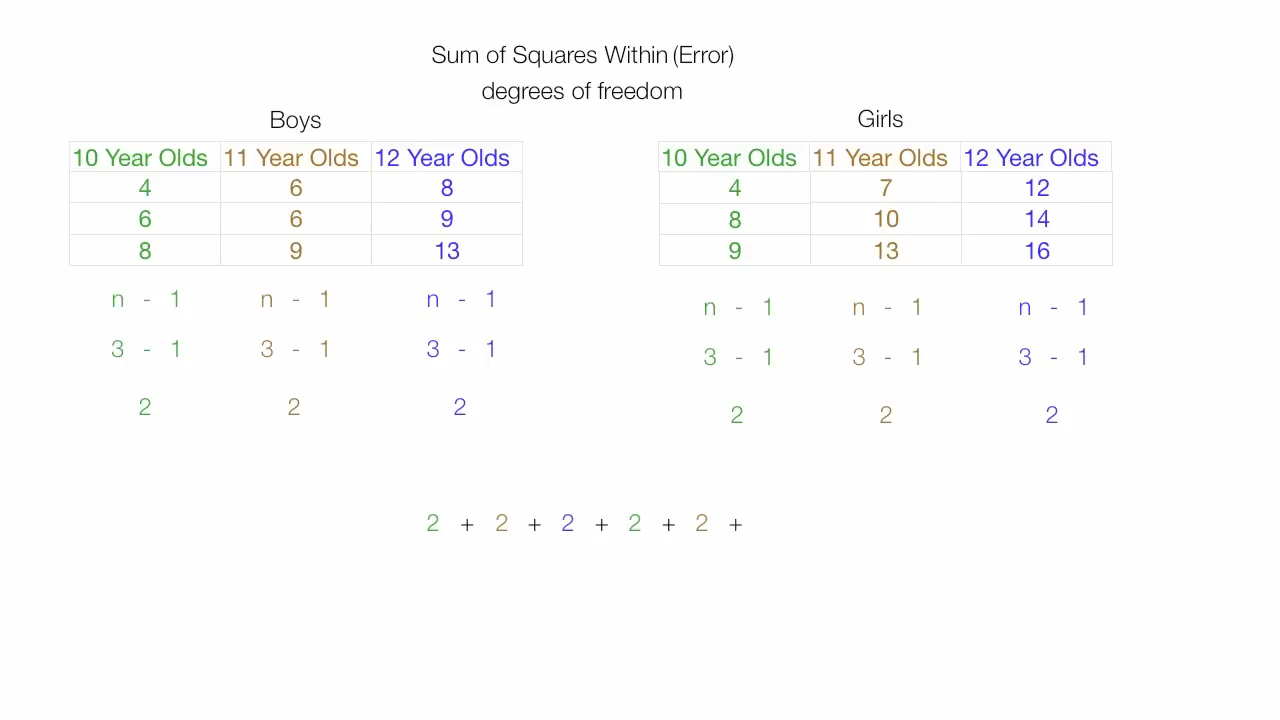 Sum of Squares Within (Error)
degrees of freedom
Boys
10 Year Olds 11 Year Olds 12 Year Olds
4 6 8
6 6 9
8 9 13
n - 1 n - 1 n - 1
3 - 1 3 - 1 3 - 1
2 2 2
Girls
10 Year Olds 11 Year Olds 12 Year Olds
4 7 12
8 10 14
9 13 16
n - 1 n - 1 n - 1
3 - 1 3 - 1 3 - 1
2 2 2
2 + 2 + 2 + 2 + 2 +